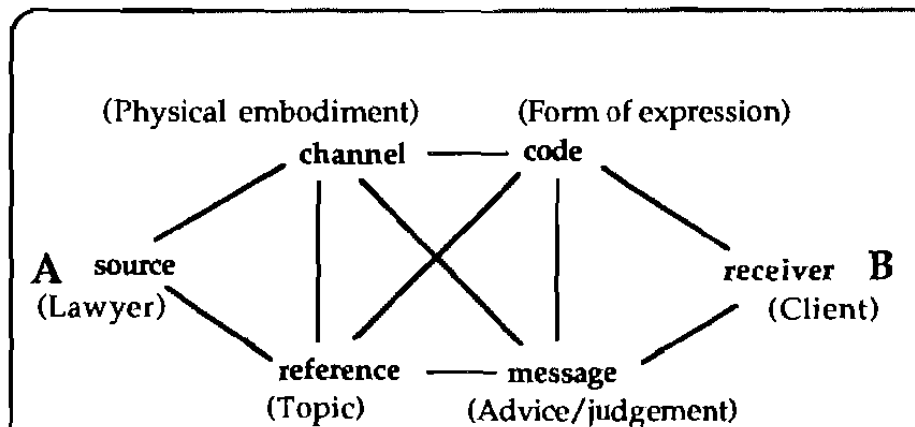 (Physical embodiment) (Form of expression)
channel code
A source receiver B
(Lawyer) (Client)
reference message
(Topic) (Advice/judgement)